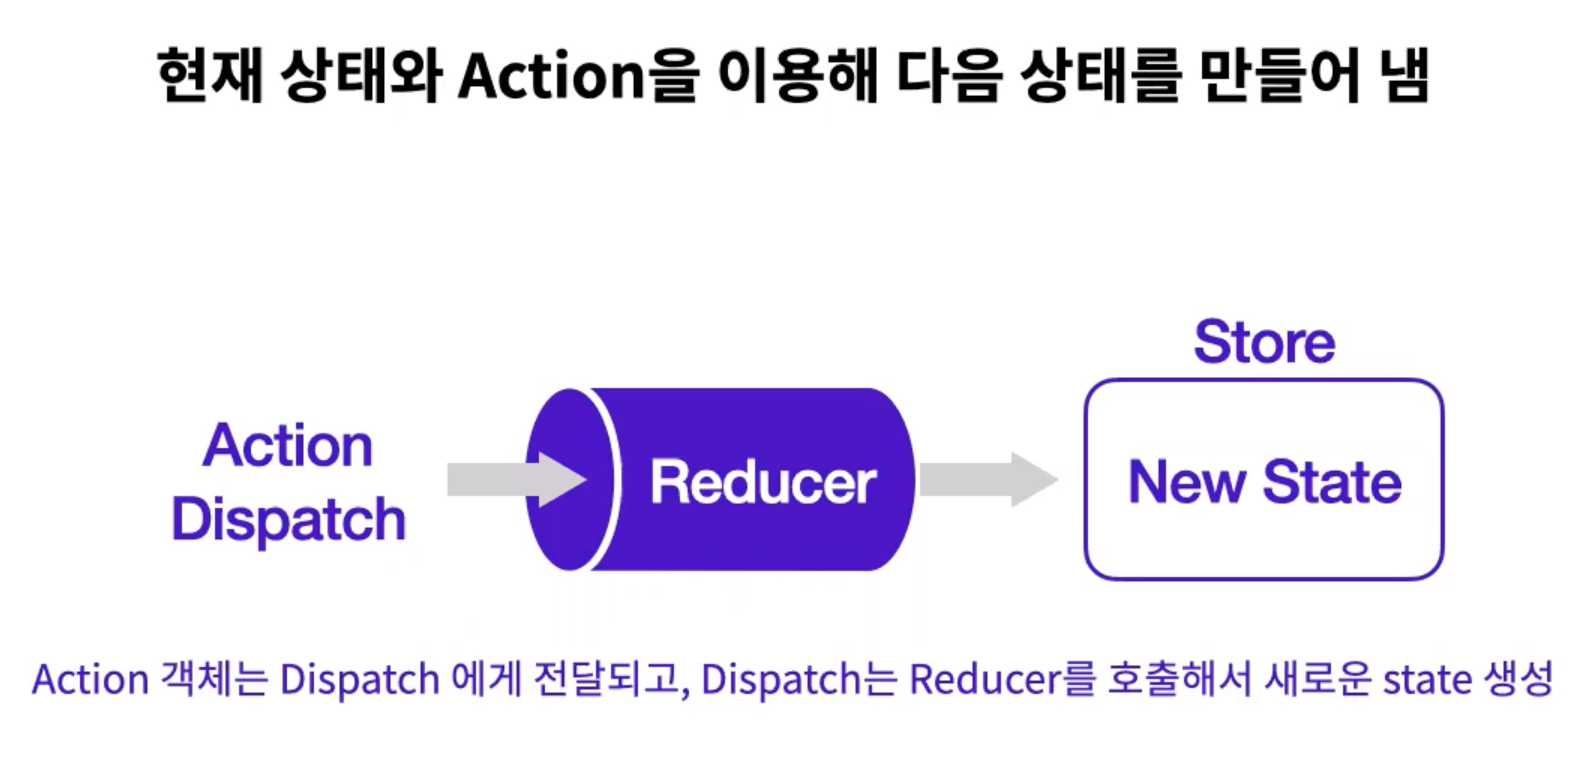 현재 상태와 Action을 이용해 다음 상태를 만들어 냄
Store
Action
Dispatch
Reducer
New State
Action 객체는 Dispatch 에게 전달되고, Dispatch는 Reducer를 호출해서 새로운 state 생성